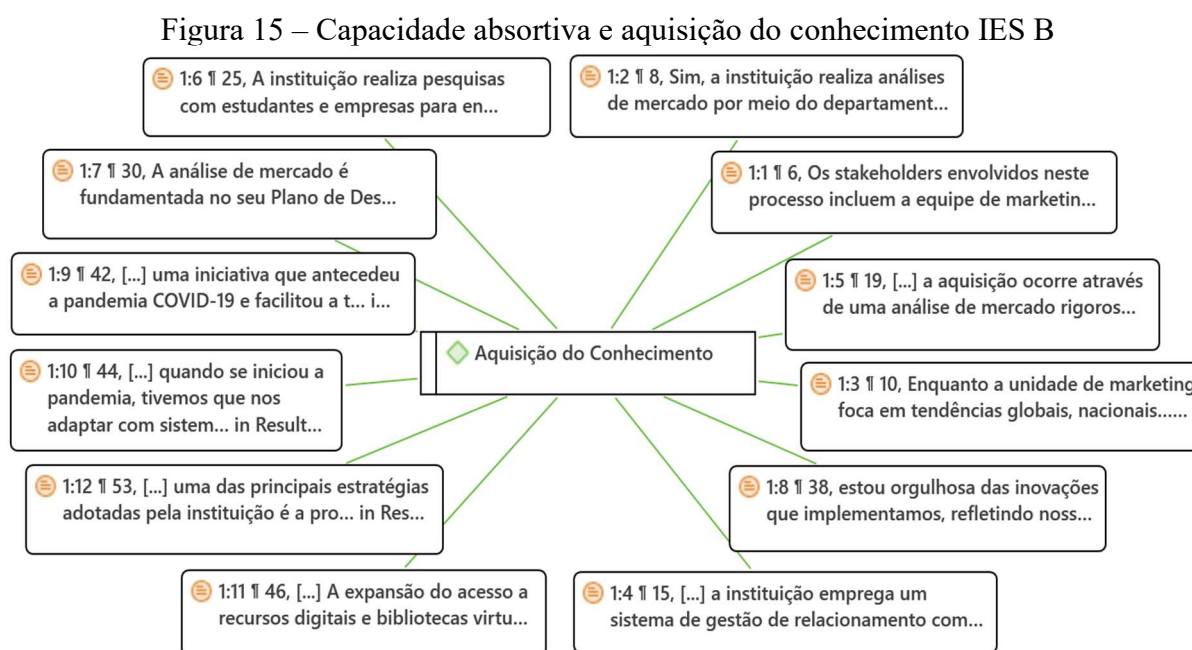 Figura 15 – Capacidade absortiva e aquisição do conhecimento IES B
1:6 ¶ 25, A instituição realiza pesquisas
com estudantes e empresas para en...
1:2 ¶ 8, Sim, a instituição realiza análises
de mercado por meio do departament...
1:7 ¶ 30, A análise de mercado é
fundamentada no seu Plano de Des...
1:1 ¶ 6, Os stakeholders envolvidos neste
processo incluem a equipe de marketin...
1:9 ¶ 42, [...] uma iniciativa que antecedeu
a pandemia COVID-19 e facilitou a t... i...
1:5 ¶ 19, [...] a aquisição ocorre através
de uma análise de mercado rigoros...
Aquisição do Conhecimento
1:10 ¶ 44, [...] quando se iniciou a
pandemia, tivemos que nos
adaptar com sistem... in Result...
1:3 ¶ 10, Enquanto a unidade de marketing
foca em tendências globais, nacionais......
1:12 ¶ 53, [...] uma das principais estratégias
adotadas pela instituição é a pro... in Res...
1:8 ¶ 38, estou orgulhosa das inovações
que implementamos, refletindo noss...
1:11 ¶ 46, [...] A expansão do acesso a
recursos digitais e bibliotecas virtu...
1:4 ¶ 15, [...] a instituição emprega um
sistema de gestão de relacionamento com...